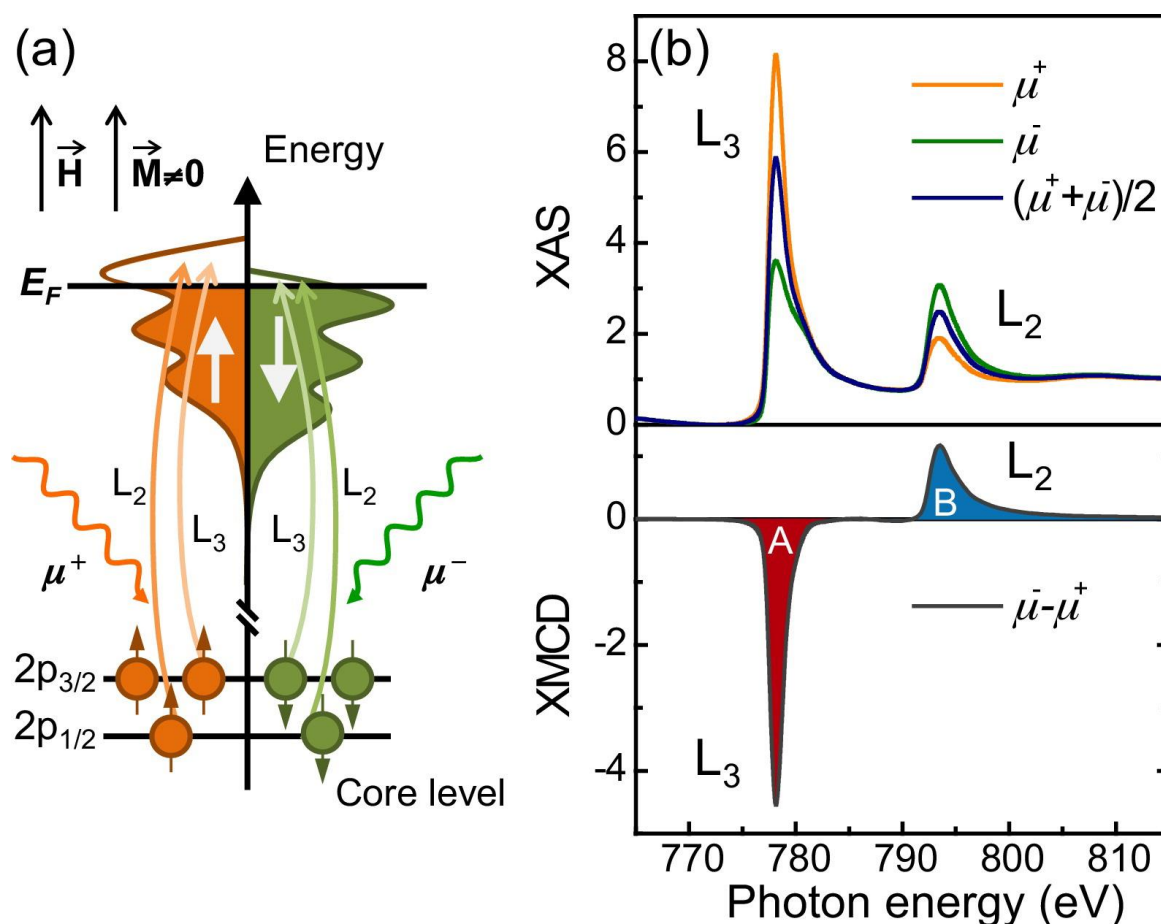 (a)
H⃗
M⃗≠0
Energy
E_F
L₂
L₃
L₃
L₂
μ⁺
μ⁻
2p₃/₂
2p₁/₂
Core level
(b)
XAS
8
6
4
2
0
L₃
L₂
μ⁺
μ⁻
(μ⁺+μ⁻)/2
XMCD
0
-2
-4
L₂
B
A
μ⁻-μ⁺
L₃
770 780 790 800 810
Photon energy (eV)